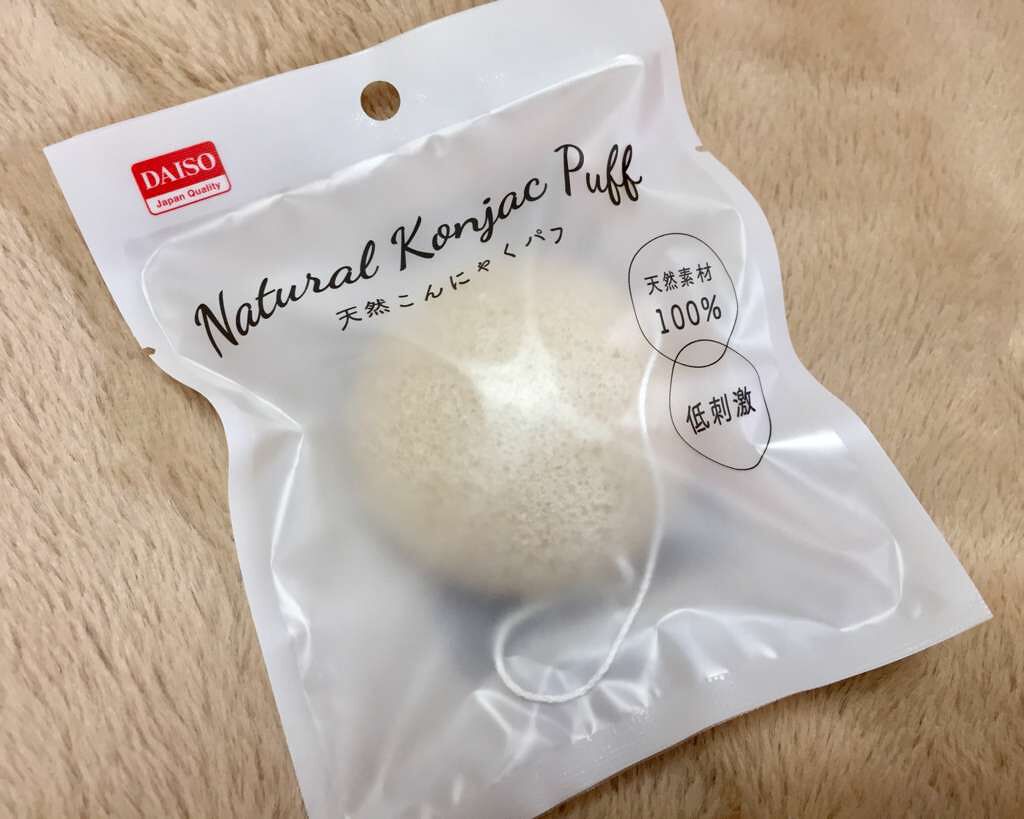 DAISO
Japan Quality
Natural Konjac Puff
天然こんにゃくパフ
天然素材
100%
低刺激